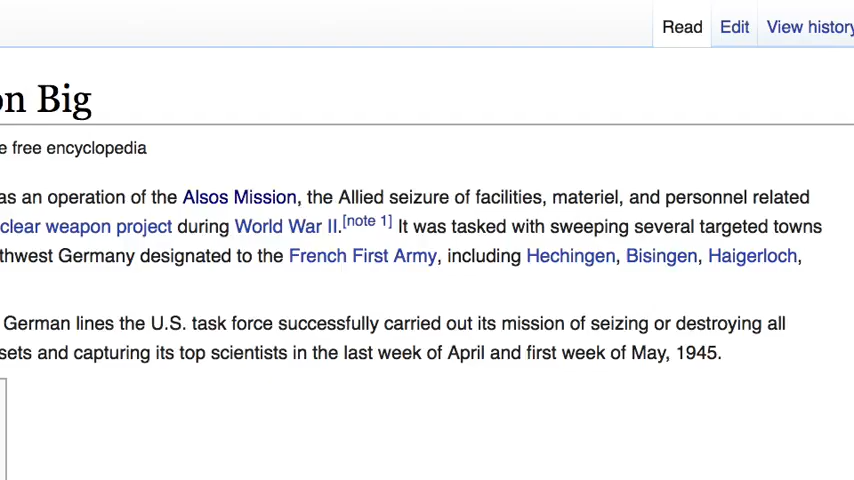 Read Edit View history
on Big
e free encyclopedia
as an operation of the Alsos Mission, the Allied seizure of facilities, materiel, and personnel related
clear weapon project during World War II.[note 1] It was tasked with sweeping several targeted towns
thwest Germany designated to the French First Army, including Hechingen, Bisingen, Haigerloch,
German lines the U.S. task force successfully carried out its mission of seizing or destroying all
sets and capturing its top scientists in the last week of April and first week of May, 1945.